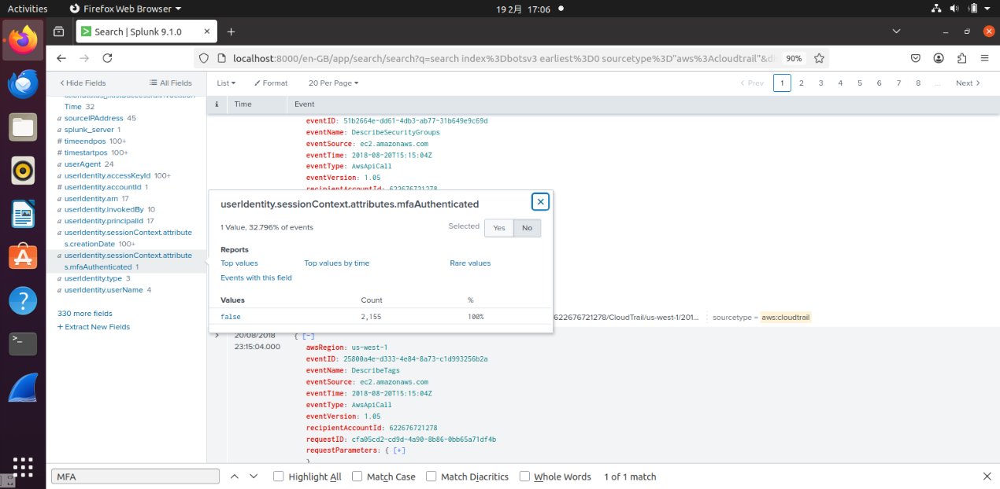 Activities
Firefox Web Browser
19 2月 17:06
Search | Splunk 9.1.0
localhost:8000/en-GB/app/search/search?q=search index%3Dbotsv3 earliest%3D0 sourcetype%3D"aws%3Acloudtrail"&di
90%
Hide Fields
All Fields
List
Format
20 Per Page
Prev
1
2
3
4
5
6
7
8
...
Next
i
Time
Event
Time 32
a sourceIPAddress 45
a splunk_server 1
# timeendpos 100+
# timestartpos 100+
a userAgent 24
a userIdentity.accessKeyId 100+
# userIdentity.accountId 1
a userIdentity.arn 17
a userIdentity.invokedBy 10
a userIdentity.principalId 17
a userIdentity.sessionContext.attribute
s.creationDate 100+
a userIdentity.sessionContext.attribute
s.mfaAuthenticated 1
a userIdentity.type 3
a userIdentity.userName 4
330 more fields
+ Extract New Fields
eventID: 51b2664e-dd61-4db3-ab77-31b649e9c69d
eventName: DescribeSecurityGroups
eventSource: ec2.amazonaws.com
eventTime: 2018-08-20T15:15:04Z
eventType: AwsApiCall
eventVersion: 1.05
recipientAccountId: 622676721278
userIdentity.sessionContext.attributes.mfaAuthenticated
1 Value, 32.796% of events
Selected
Yes
No
Reports
Top values
Top values by time
Rare values
Events with this field
Values
Count
%
false
2,155
100%
622676721278/CloudTrail/us-west-1/201...
sourcetype = aws:cloudtrail
20/08/2018
23:15:04.000
{ [-]
awsRegion: us-west-1
eventID: 25800a4e-d333-4e84-8a73-c1d993256b2a
eventName: DescribeTags
eventSource: ec2.amazonaws.com
eventTime: 2018-08-20T15:15:04Z
eventType: AwsApiCall
eventVersion: 1.05
recipientAccountId: 622676721278
requestID: cfa05cd2-cd9d-4a90-8b86-0bb65a71df4b
requestParameters: { [+]
}
MFA
Highlight All
Match Case
Match Diacritics
Whole Words
1 of 1 match